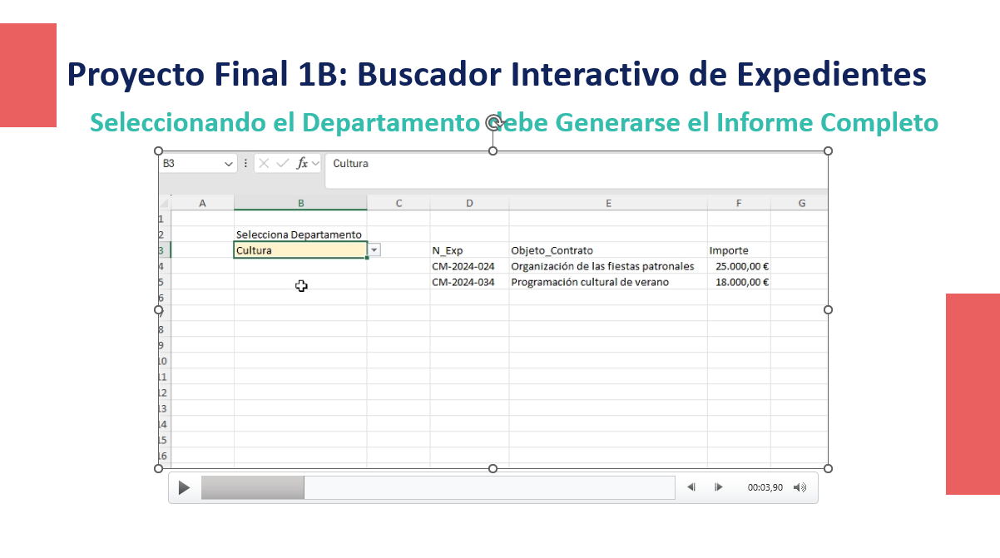 Proyecto Final 1B: Buscador Interactivo de Expedientes
Seleccionando el Departamento debe Generarse el Informe Completo
B3 fx Cultura
A B C D E F G
1
2 Selecciona Departamento
3 Cultura N_Exp Objeto_Contrato Importe
4 CM-2024-024 Organización de las fiestas patronales 25.000,00 €
5 CM-2024-034 Programación cultural de verano 18.000,00 €
6
7
8
9
10
11
12
13
14
15
16
00:03,90